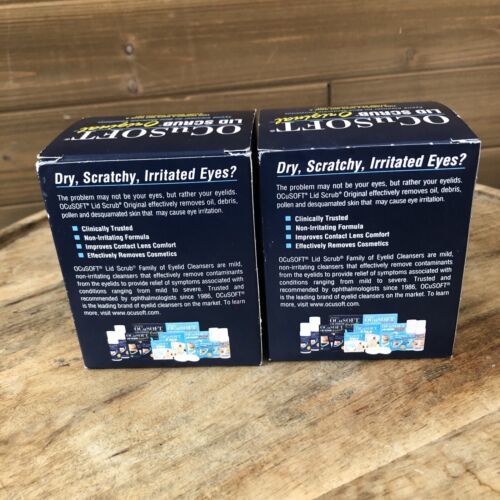 OCuSOFT®
LID SCRUB Original
Dry, Scratchy, Irritated Eyes?
The problem may not be your eyes, but rather your eyelids.
OCuSOFT® Lid Scrub® Original effectively removes oil, debris,
pollen and desquamated skin that may cause eye irritation.
Clinically Trusted
Non-Irritating Formula
Improves Contact Lens Comfort
Effectively Removes Cosmetics
OCuSOFT® Lid Scrub® Family of Eyelid Cleansers are mild,
non-irritating cleansers that effectively remove contaminants
from the eyelids to provide relief of symptoms associated with
conditions ranging from mild to severe. Trusted and
recommended by ophthalmologists since 1986, OCuSOFT®
is the leading brand of eyelid cleansers on the market. To learn
more, visit www.ocusoft.com.
OCuSOFT
OCuSOFT®
LID SCRUB Original
Dry, Scratchy, Irritated Eyes?
The problem may not be your eyes, but rather your eyelids.
OCuSOFT® Lid Scrub® Original effectively removes oil, debris,
pollen and desquamated skin that may cause eye irritation.
Clinically Trusted
Non-Irritating Formula
Improves Contact Lens Comfort
Effectively Removes Cosmetics
OCuSOFT® Lid Scrub® Family of Eyelid Cleansers are mild,
non-irritating cleansers that effectively remove contaminants
from the eyelids to provide relief of symptoms associated with
conditions ranging from mild to severe. Trusted and
recommended by ophthalmologists since 1986, OCuSOFT®
is the leading brand of eyelid cleansers on the market. To learn
more, visit www.ocusoft.com.
OCuSOFT